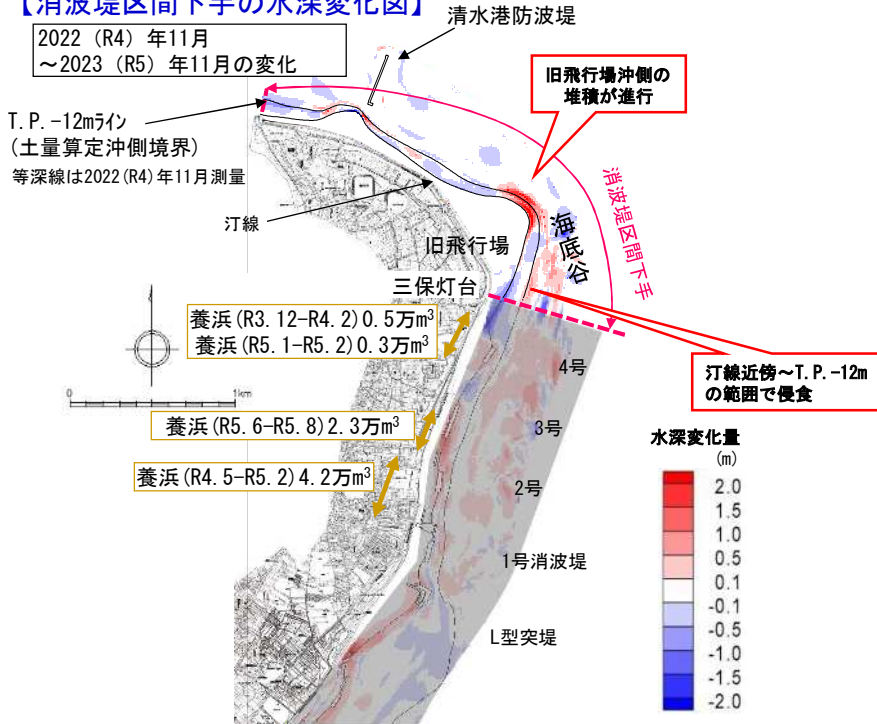 【消波堤区間下手の水深変化図】
2022（R4）年11月
～2023（R5）年11月の変化
清水港防波堤
旧飛行場沖側の
堆積が進行
T.P.-12mライン
(土量算定沖側境界)
等深線は2022(R4)年11月測量
汀線
消波堤区間下手
海底谷
旧飛行場
三保灯台
養浜(R3.12-R4.2)0.5万m³
養浜(R5.1-R5.2)0.3万m³
0
1km
汀線近傍～T.P.-12m
の範囲で侵食
4号
3号
養浜(R5.6-R5.8)2.3万m³
養浜(R4.5-R5.2)4.2万m³
2号
1号消波堤
L型突堤
水深変化量
(m)
2.0
1.5
1.0
0.5
0.1
-0.1
-0.5
-1.0
-1.5
-2.0